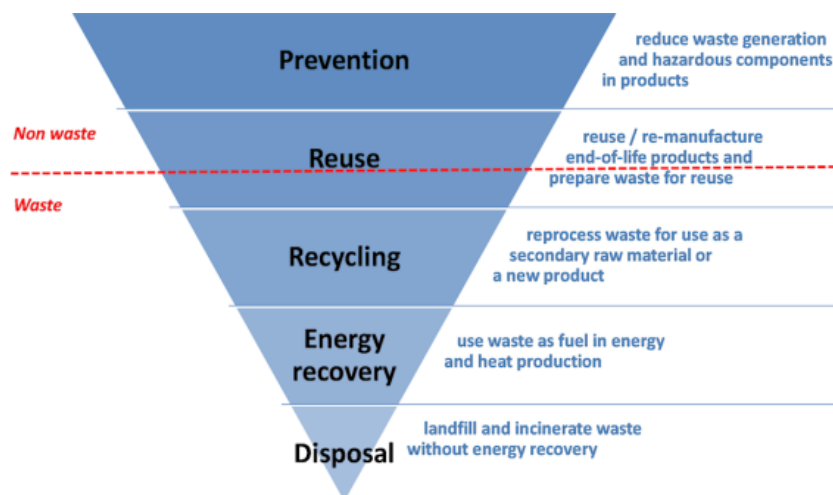 Prevention
reduce waste generation
and hazardous components
in products
Non waste
Reuse
reuse / re-manufacture
end-of-life products and
prepare waste for reuse
Waste
Recycling
reprocess waste for use as a
secondary raw material or
a new product
Energy
recovery
use waste as fuel in energy
and heat production
Disposal
landfill and incinerate waste
without energy recovery